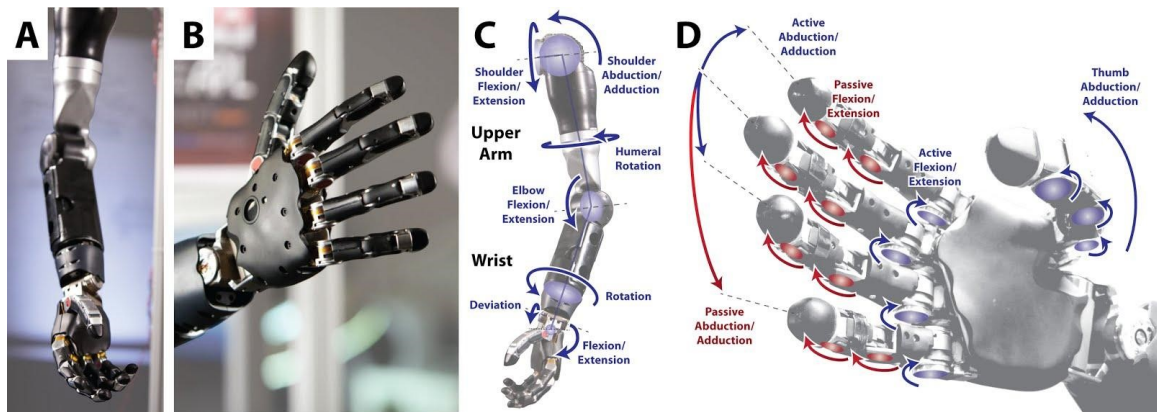 A
B
C
D
Shoulder
Flexion/
Extension
Shoulder
Abduction/
Adduction
Upper
Arm
Humeral
Rotation
Elbow
Flexion/
Extension
Wrist
Rotation
Deviation
Flexion/
Extension
Active
Abduction/
Adduction
Passive
Flexion/
Extension
Thumb
Abduction/
Adduction
Active
Flexion/
Extension
Passive
Abduction/
Adduction